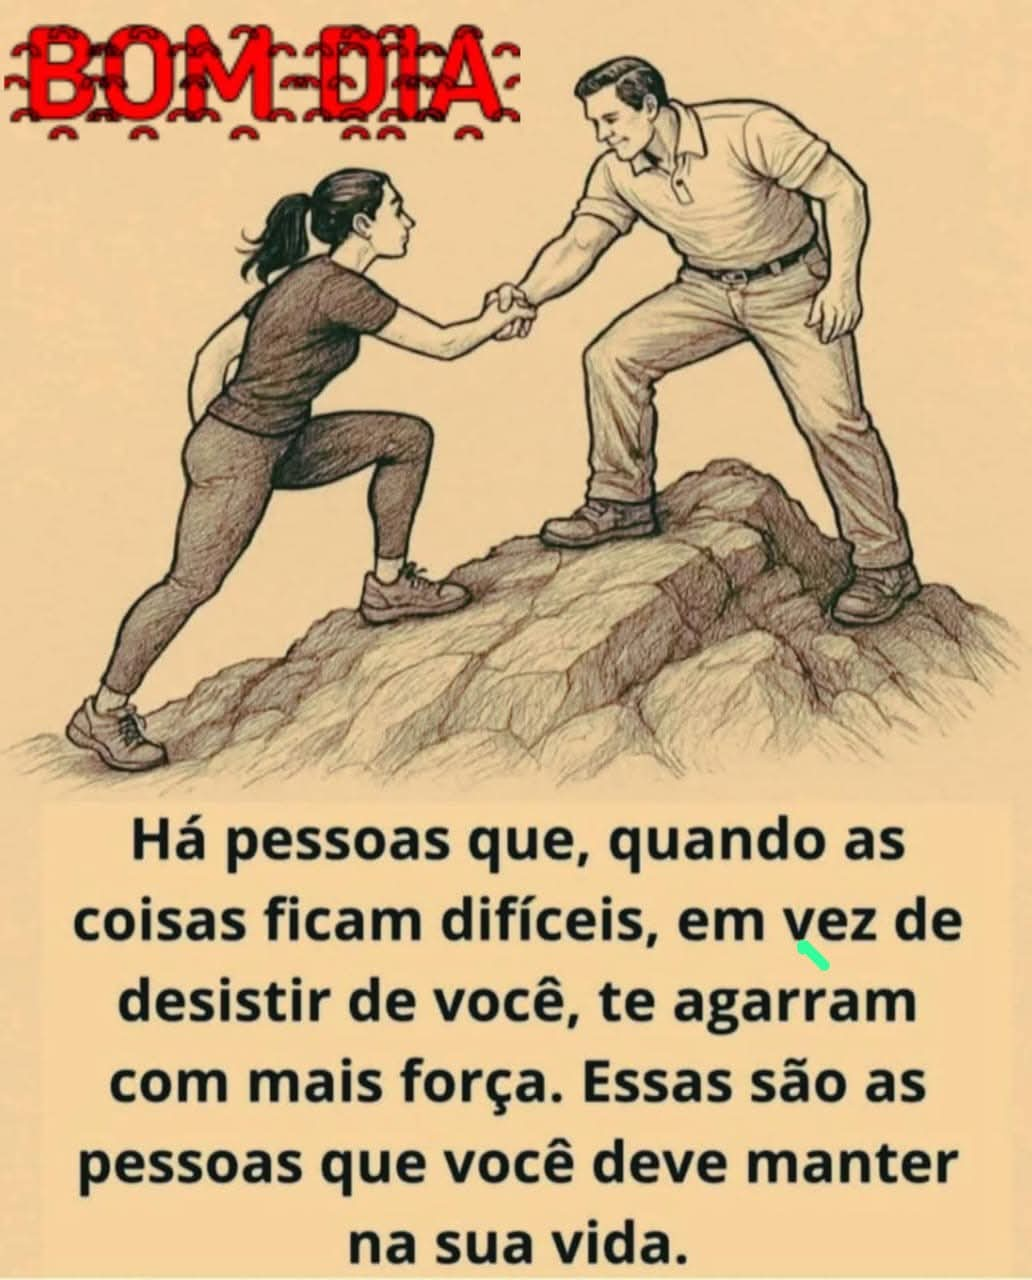 BOM DIA
Há pessoas que, quando as
coisas ficam difíceis, em vez de
desistir de você, te agarram
com mais força. Essas são as
pessoas que você deve manter
na sua vida.